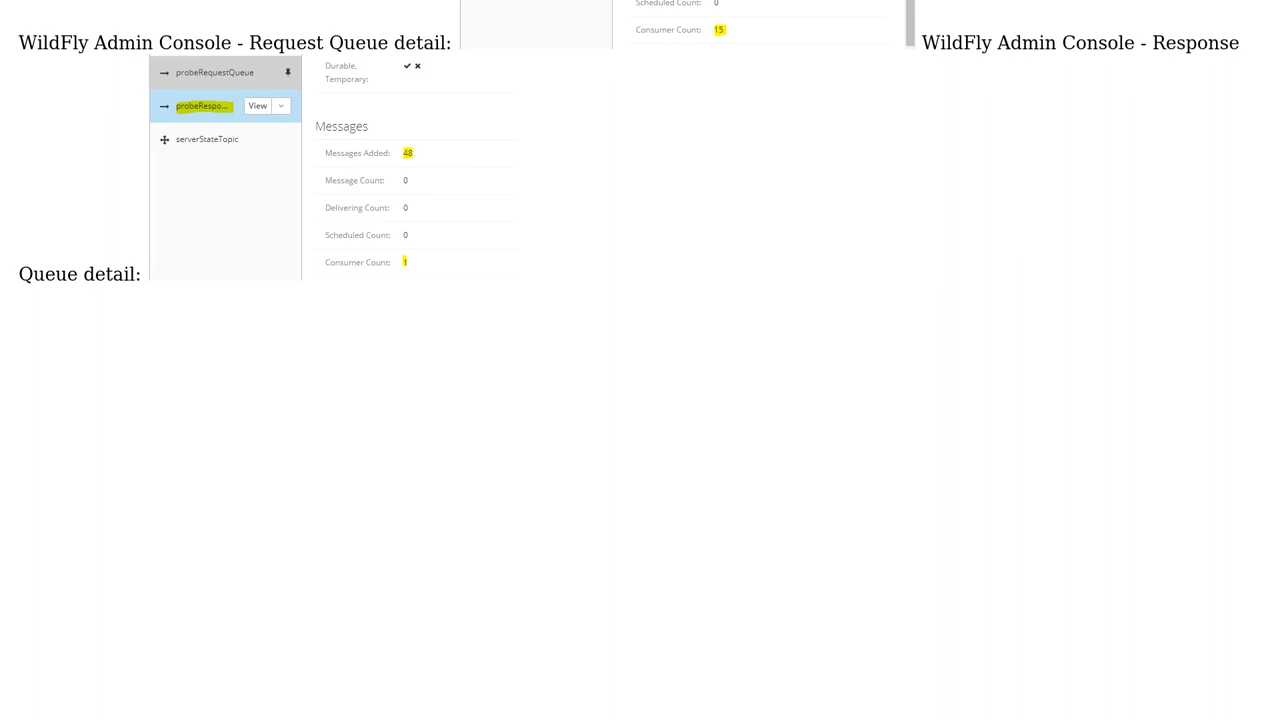 Scheduled Count: 0
Consumer Count: 15
WildFly Admin Console - Request Queue detail:
WildFly Admin Console - Response
probeRequestQueue
probeRespo... View
serverStateTopic
Durable,
Temporary:
Messages
Messages Added: 48
Message Count: 0
Delivering Count: 0
Scheduled Count: 0
Consumer Count: 1
Queue detail: